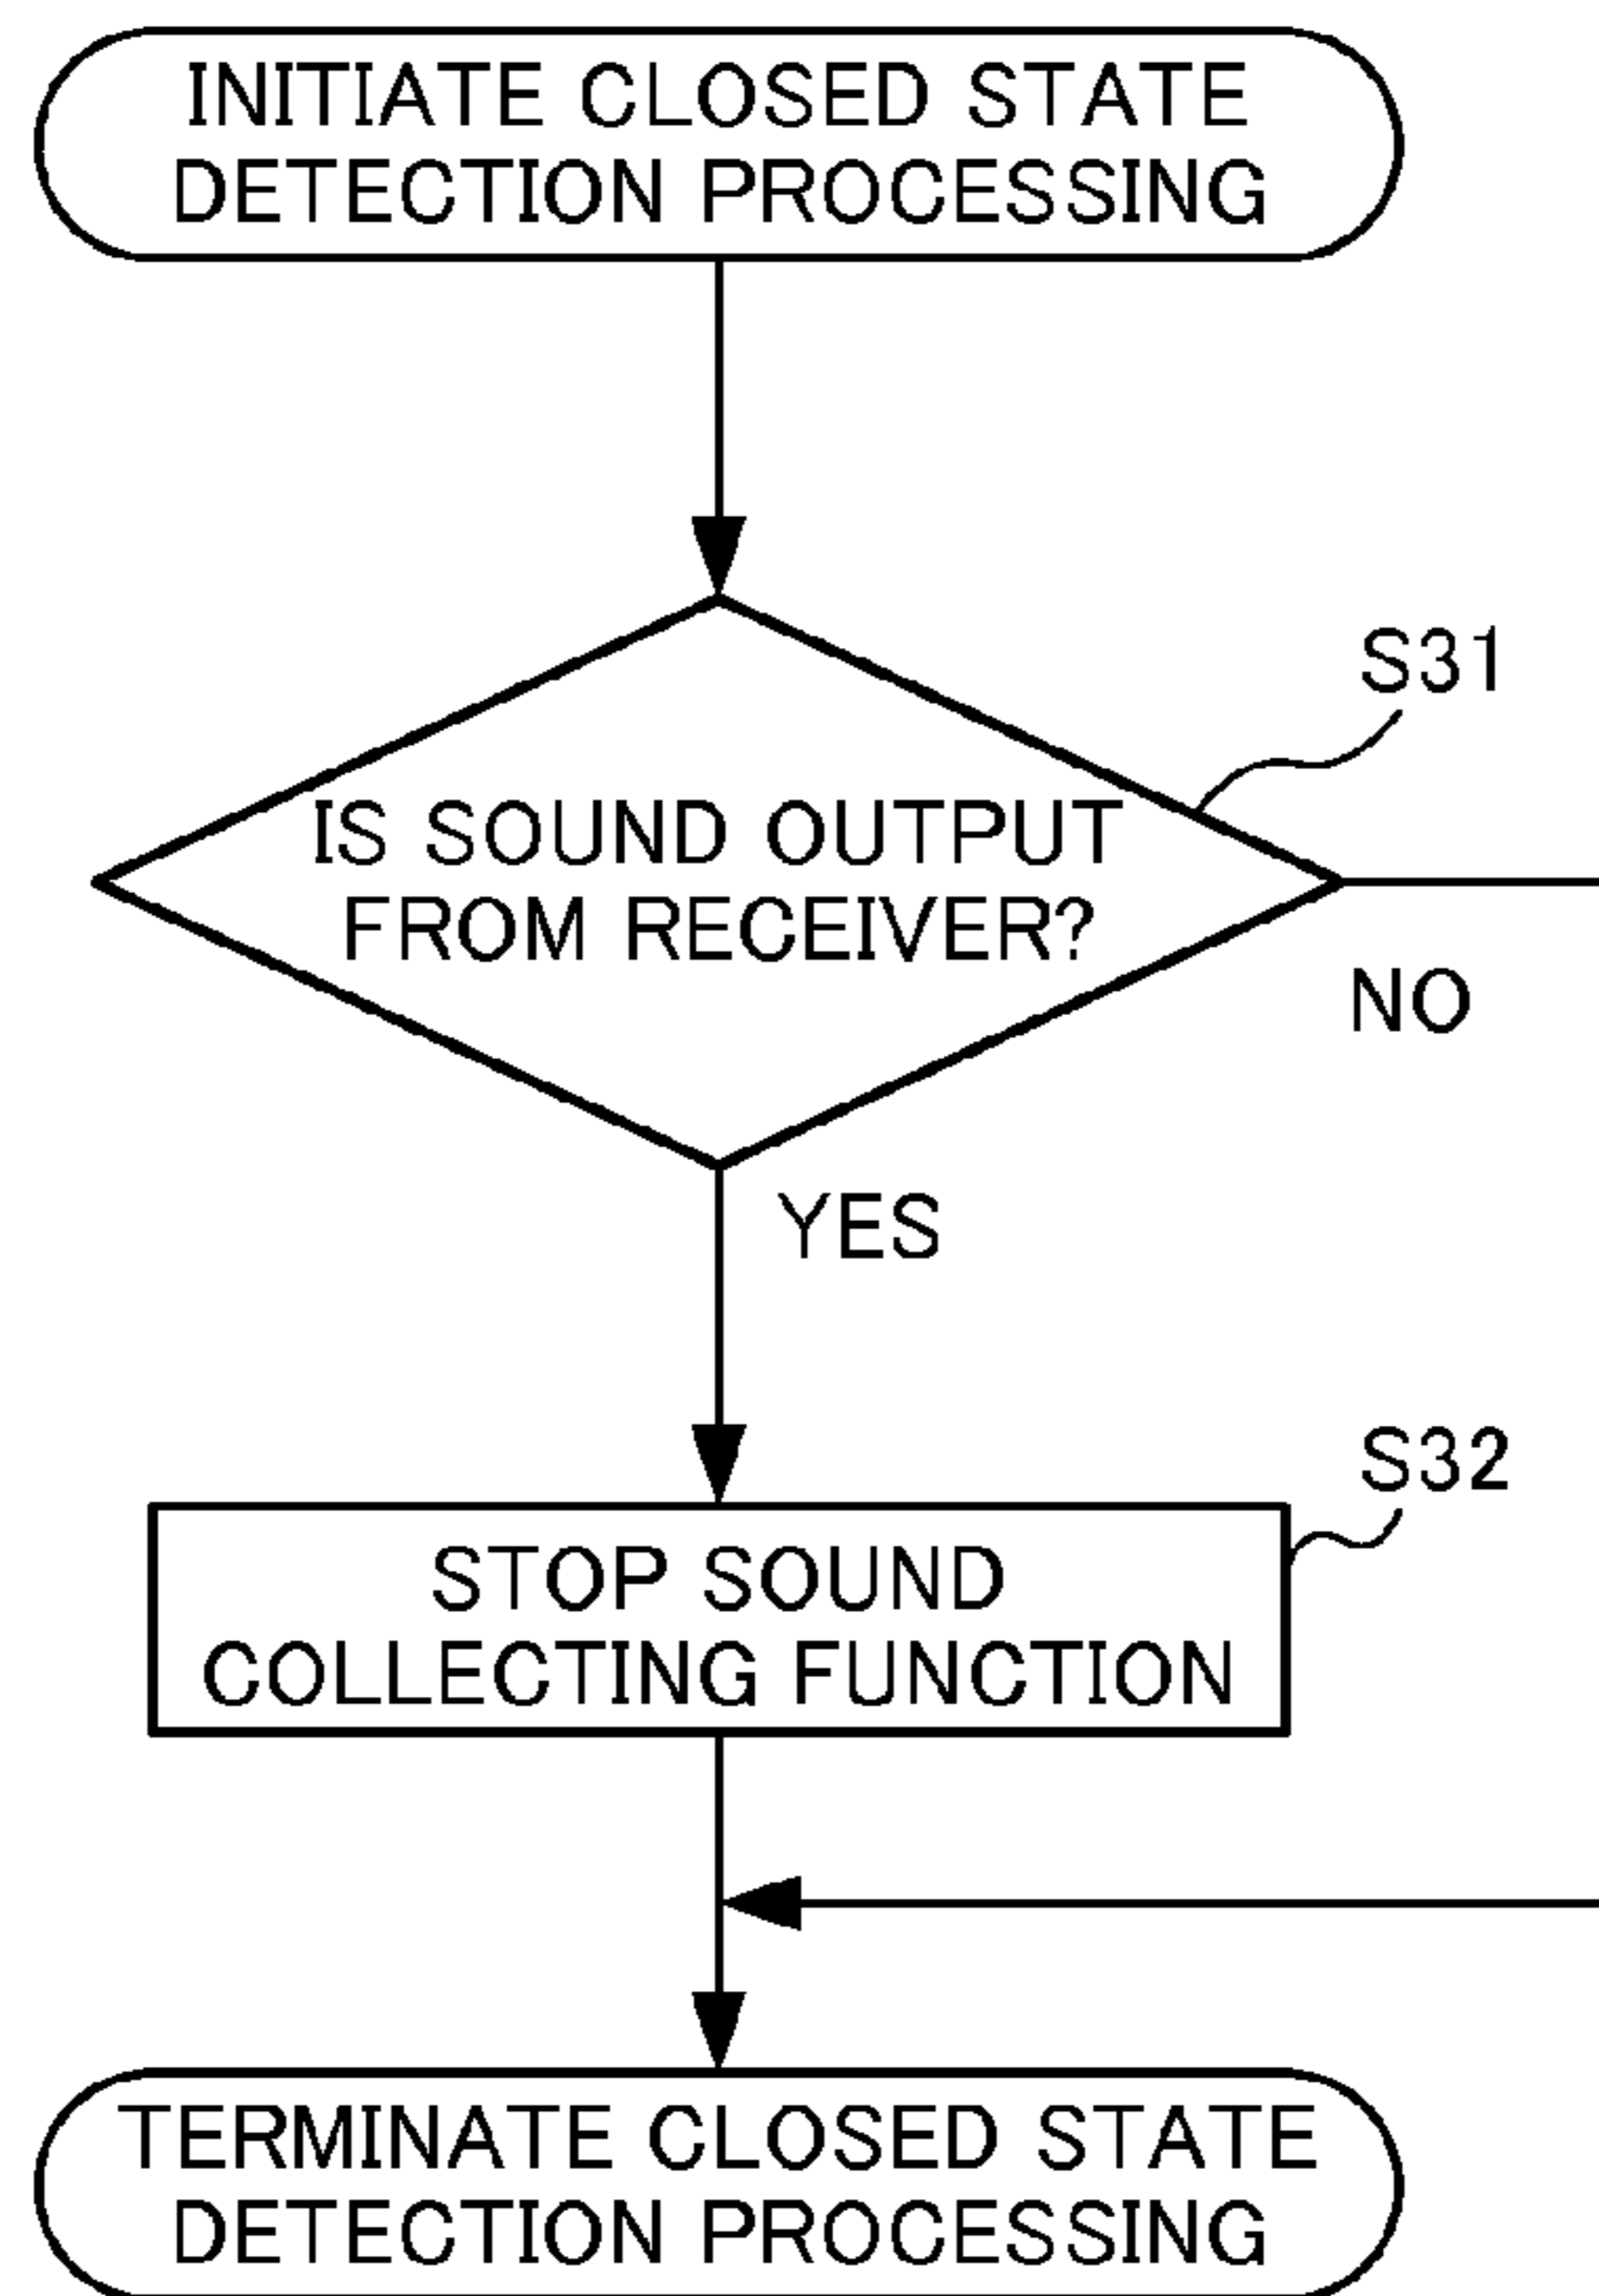 INITIATE CLOSED STATE
DETECTION PROCESSING
S31
IS SOUND OUTPUT
FROM RECEIVER?
NO
YES
S32
STOP SOUND
COLLECTING FUNCTION
TERMINATE CLOSED STATE
DETECTION PROCESSING